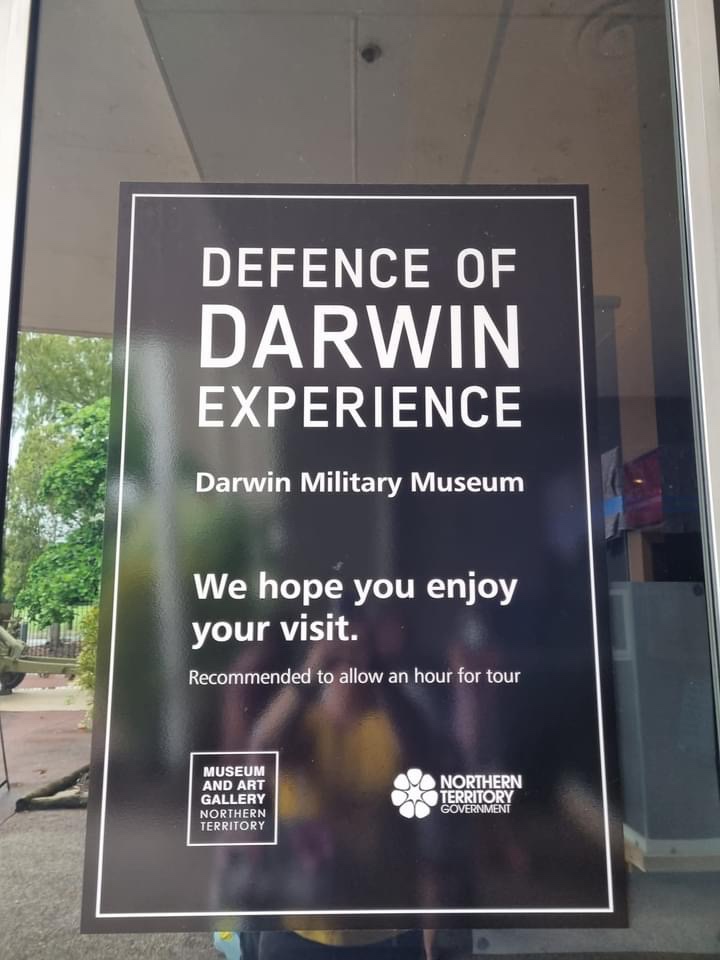 DEFENCE OF
DARWIN
EXPERIENCE
Darwin Military Museum
We hope you enjoy
your visit.
Recommended to allow an hour for tour
MUSEUM
AND ART
GALLERY
NORTHERN
TERRITORY
NORTHERN
TERRITORY
GOVERNMENT